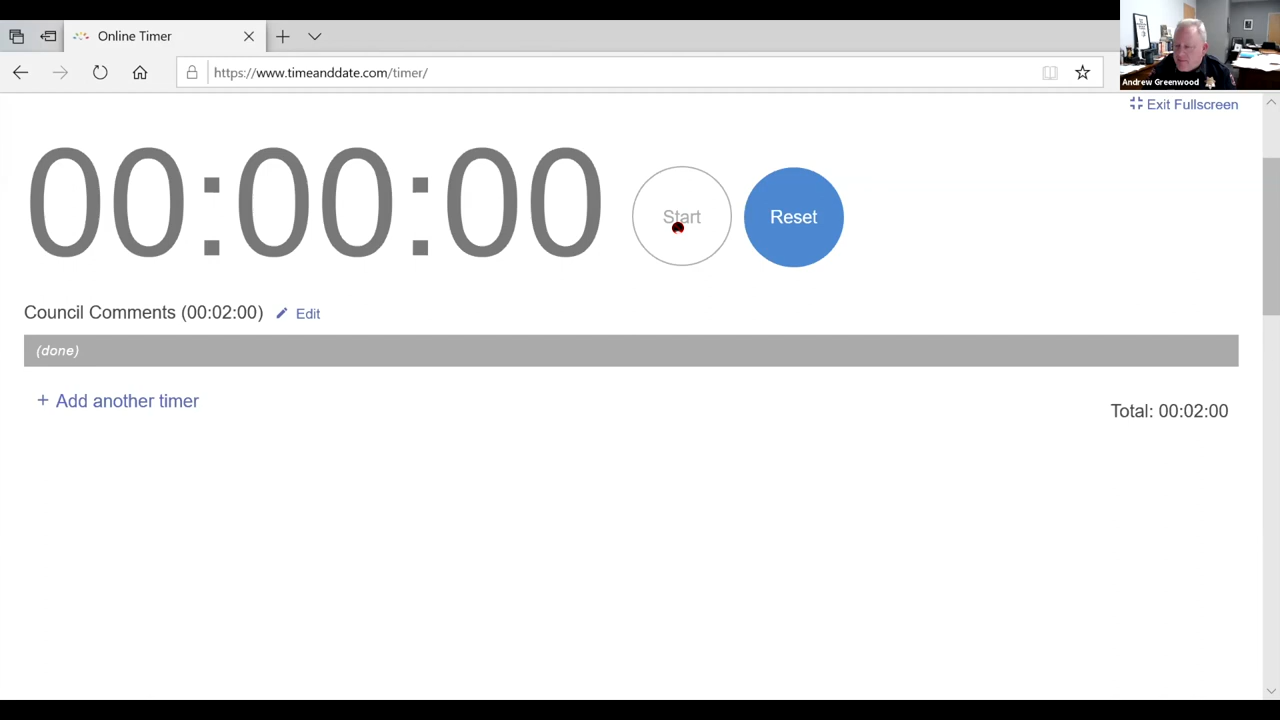 Online Timer
https://www.timeanddate.com/timer/
Andrew Greenwood
Exit Fullscreen
00:00:00
Start
Reset
Council Comments (00:02:00)
Edit
(done)
+ Add another timer
Total: 00:02:00